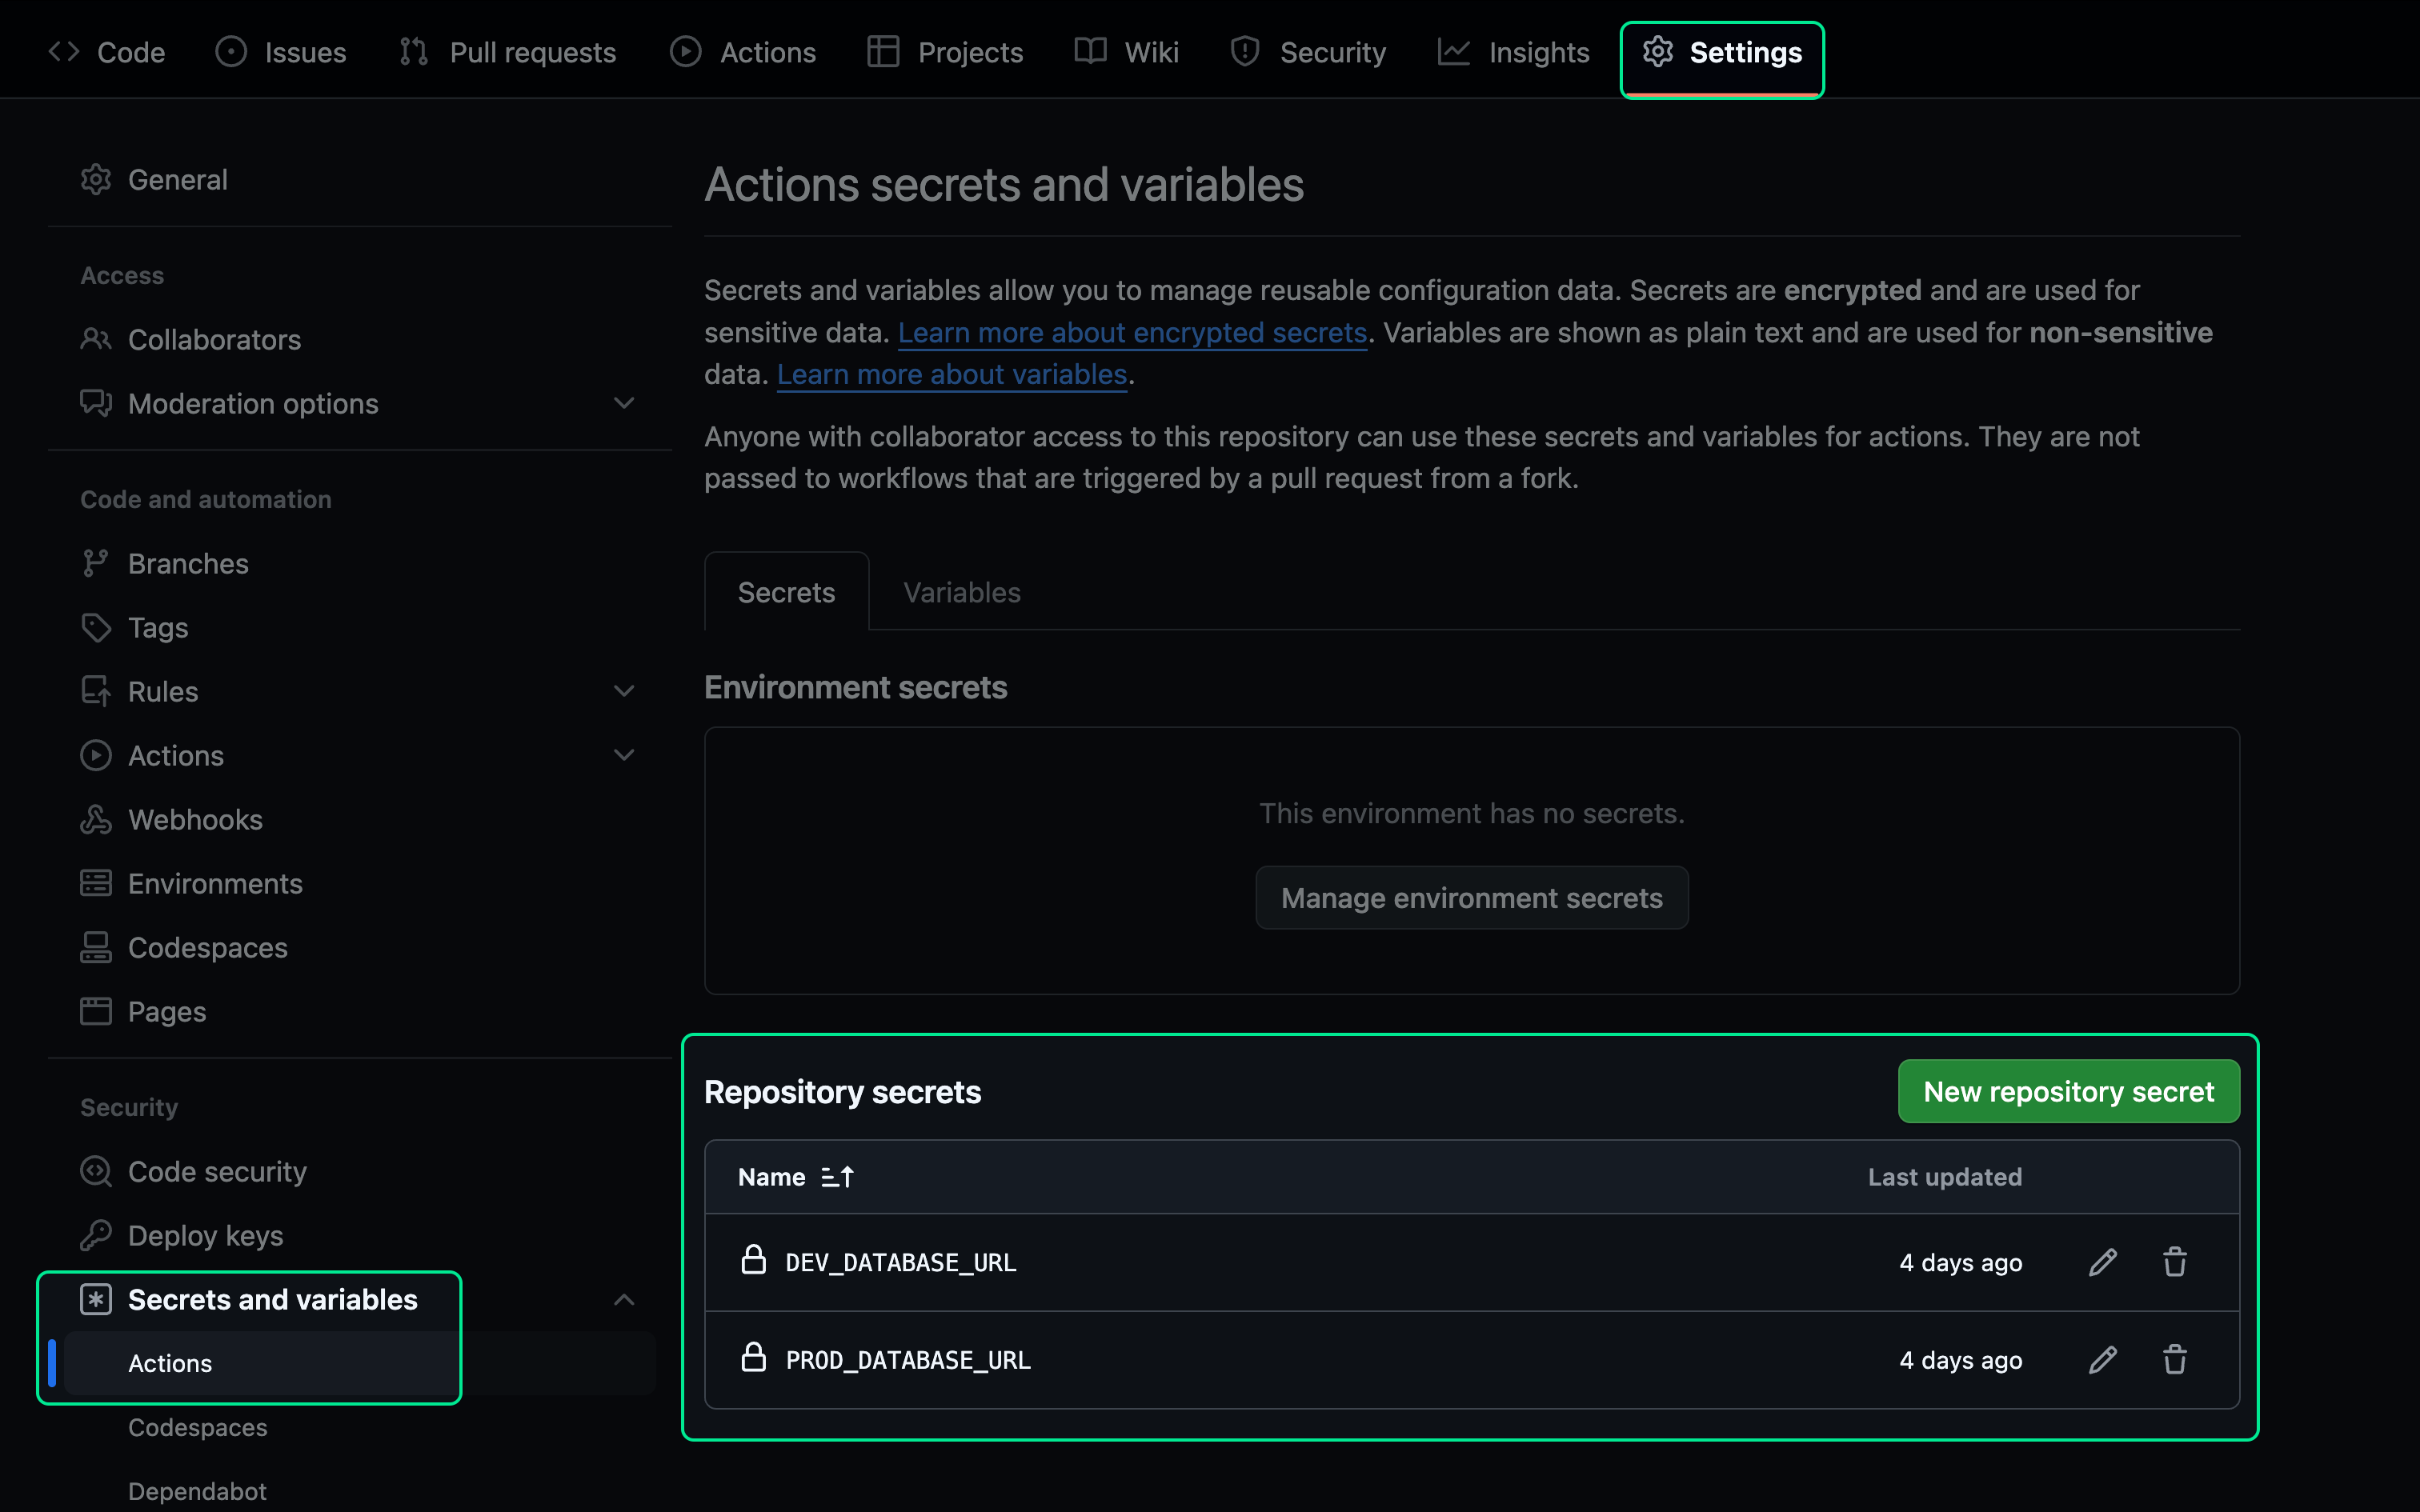 Code Issues Pull requests Actions Projects Wiki Security Insights Settings
General
Access
Collaborators
Moderation options
Code and automation
Branches
Tags
Rules
Actions
Webhooks
Environments
Codespaces
Pages
Security
Code security
Deploy keys
Secrets and variables
Actions
Codespaces
Dependabot
Actions secrets and variables
Secrets and variables allow you to manage reusable configuration data. Secrets are encrypted and are used for
sensitive data. Learn more about encrypted secrets. Variables are shown as plain text and are used for non-sensitive
data. Learn more about variables.
Anyone with collaborator access to this repository can use these secrets and variables for actions. They are not
passed to workflows that are triggered by a pull request from a fork.
Secrets Variables
Environment secrets
This environment has no secrets.
Manage environment secrets
Repository secrets New repository secret
Name Last updated
DEV_DATABASE_URL 4 days ago
PROD_DATABASE_URL 4 days ago